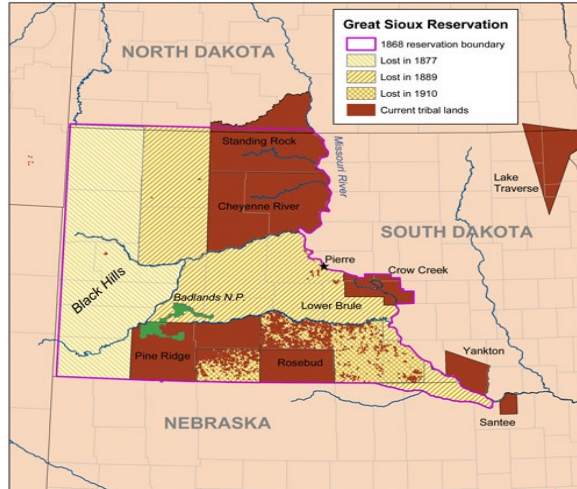 Great Sioux Reservation
1868 reservation boundary
Lost in 1877
Lost in 1889
Lost in 1910
Current tribal lands
NORTH DAKOTA
Standing Rock
Missouri River
Lake
Traverse
Cheyenne River
SOUTH DAKOTA
Pierre
Black Hills
Crow Creek
Badlands N.P.
Lower Brule
Yankton
Pine Ridge
Rosebud
NEBRASKA
Santee